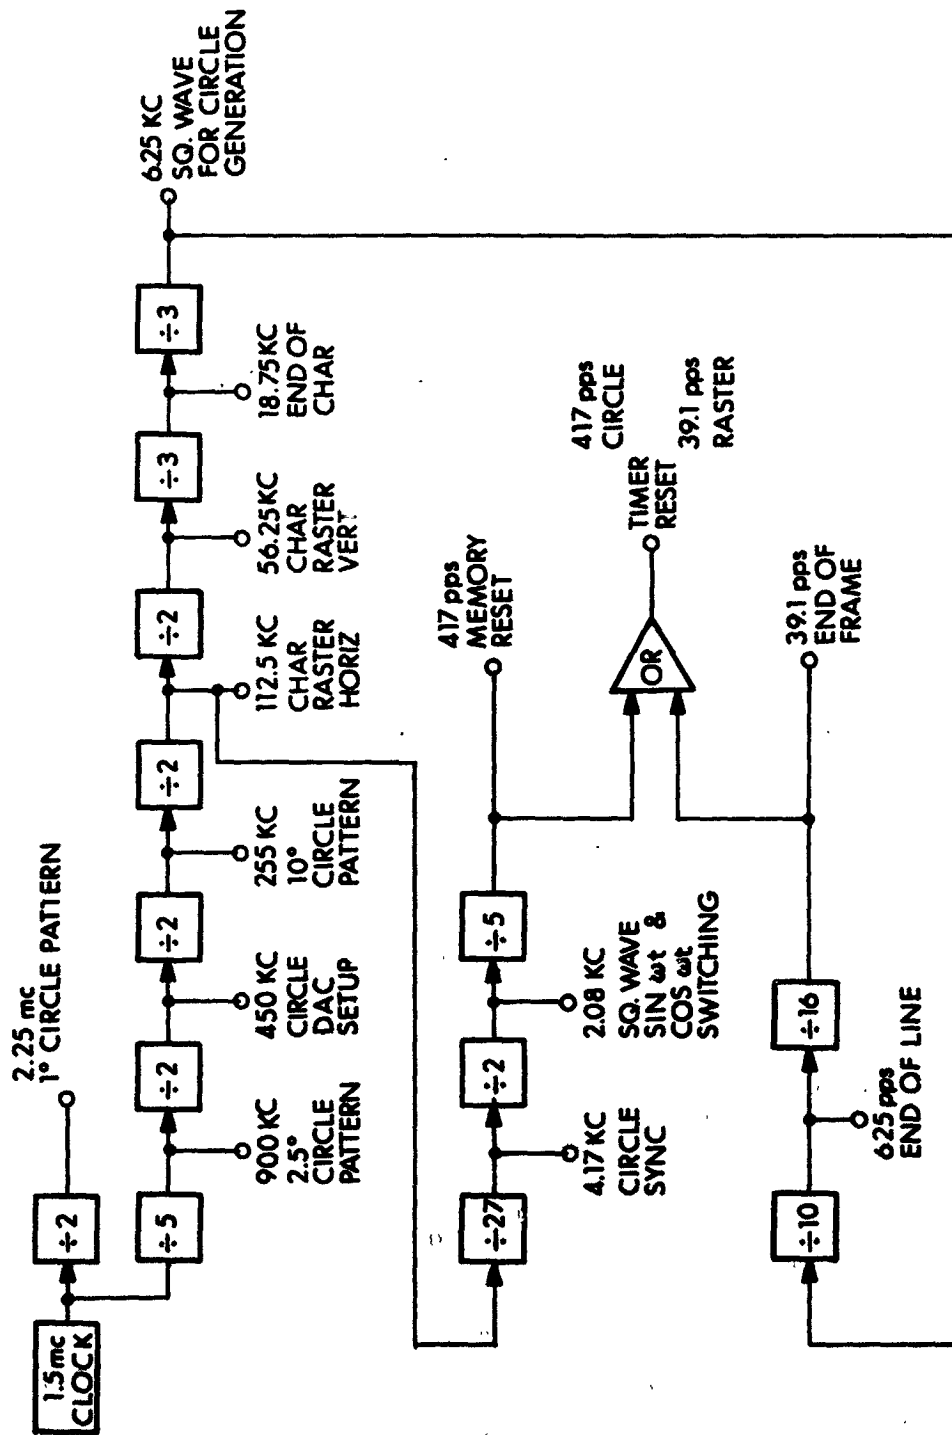 1.5 mc
CLOCK
÷2
2.25 mc
1° CIRCLE PATTERN
÷5
900 KC
2.5°
CIRCLE
PATTERN
÷2
450 KC
CIRCLE
DAC
SETUP
÷2
255 KC
10°
CIRCLE
PATTERN
÷2
112.5 KC
CHAR
RASTER
HORIZ
÷2
56.25 KC
CHAR
RASTER
VERT
÷3
18.75 KC
END OF
CHAR
÷3
6.25 KC
SQ. WAVE
FOR CIRCLE
GENERATION
÷27
4.17 KC
CIRCLE
SYNC
÷2
2.08 KC
SQ. WAVE
SIN ωt &
COS ωt
SWITCHING
÷5
417 pps
MEMORY
RESET
OR
TIMER
RESET
417 pps
CIRCLE
39.1 pps
RASTER
÷10
625 pps
END OF LINE
÷16
39.1 pps
END OF
FRAME